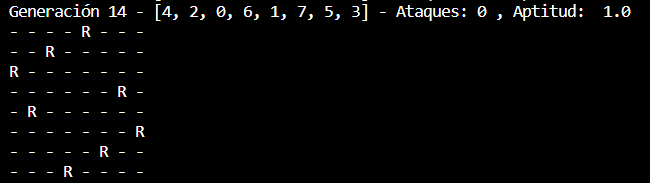 Generación 14 - [4, 2, 0, 6, 1, 7, 5, 3] - Ataques: 0 , Aptitud:  1.0
- - - - R - - -
- - R - - - - -
R - - - - - - -
- - - - - - R -
- R - - - - - -
- - - - - - - R
- - - - - R - -
- - - R - - - -